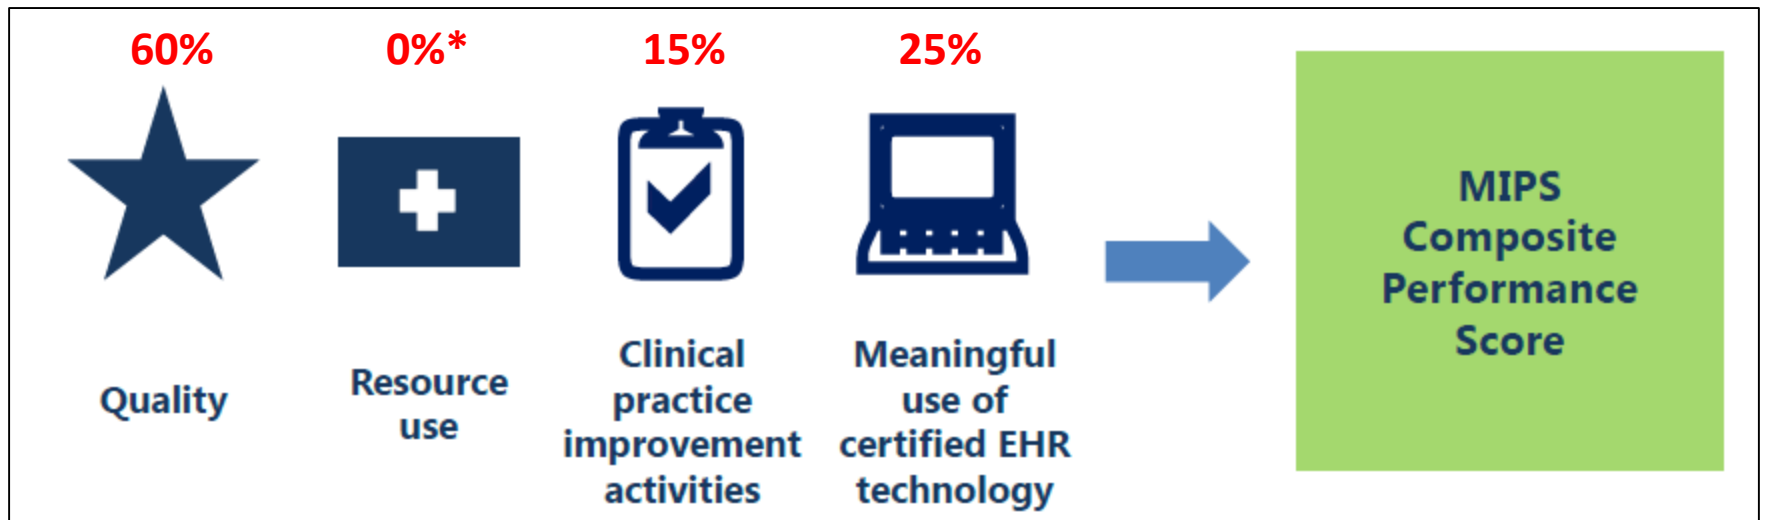 60%
0%*
15%
25%
Quality
Resource
use
Clinical
practice
improvement
activities
Meaningful
use of
certified EHR
technology
MIPS
Composite
Performance
Score